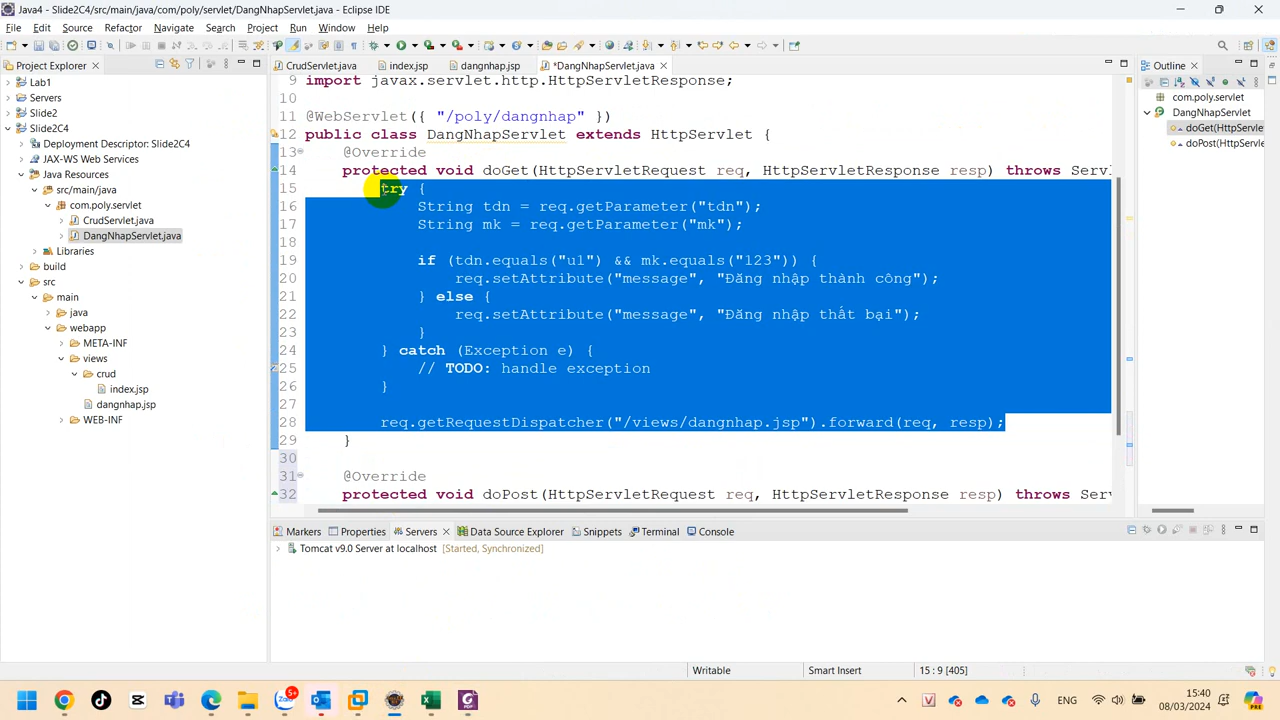 Java4 - Slide2C4/src/main/java/com/poly/servlet/DangNhapServlet.java - Eclipse IDE
File Edit Source Refactor Navigate Search Project Run Window Help
Project Explorer
CrudServlet.java
index.jsp
dangnhap.jsp
*DangNhapServlet.java
Outline
Lab1
Servers
Slide2
Slide2C4
Deployment Descriptor: Slide2C4
JAX-WS Web Services
Java Resources
src/main/java
com.poly.servlet
CrudServlet.java
DangNhapServlet.java
Libraries
build
src
main
java
webapp
META-INF
views
crud
index.jsp
dangnhap.jsp
WEB-INF
9 import javax.servlet.http.HttpServletResponse;
10
11 @WebServlet({ "/poly/dangnhap" })
12 public class DangNhapServlet extends HttpServlet {
13 @Override
14 protected void doGet(HttpServletRequest req, HttpServletResponse resp) throws Serv
15 try {
16 String tdn = req.getParameter("tdn");
17 String mk = req.getParameter("mk");
18
19 if (tdn.equals("u1") && mk.equals("123")) {
20 req.setAttribute("message", "Đăng nhập thành công");
21 } else {
22 req.setAttribute("message", "Đăng nhập thất bại");
23 }
24 } catch (Exception e) {
25 // TODO: handle exception
26 }
27
28 req.getRequestDispatcher("/views/dangnhap.jsp").forward(req, resp);
29 }
30
31 @Override
32 protected void doPost(HttpServletRequest req, HttpServletResponse resp) throws Serv
com.poly.servlet
DangNhapServlet
doGet(HttpServle
doPost(HttpServle
Markers Properties Servers Data Source Explorer Snippets Terminal Console
Tomcat v9.0 Server at localhost [Started, Synchronized]
Writable Smart Insert 15 : 9 [405]
5+
ENG
15:40
08/03/2024